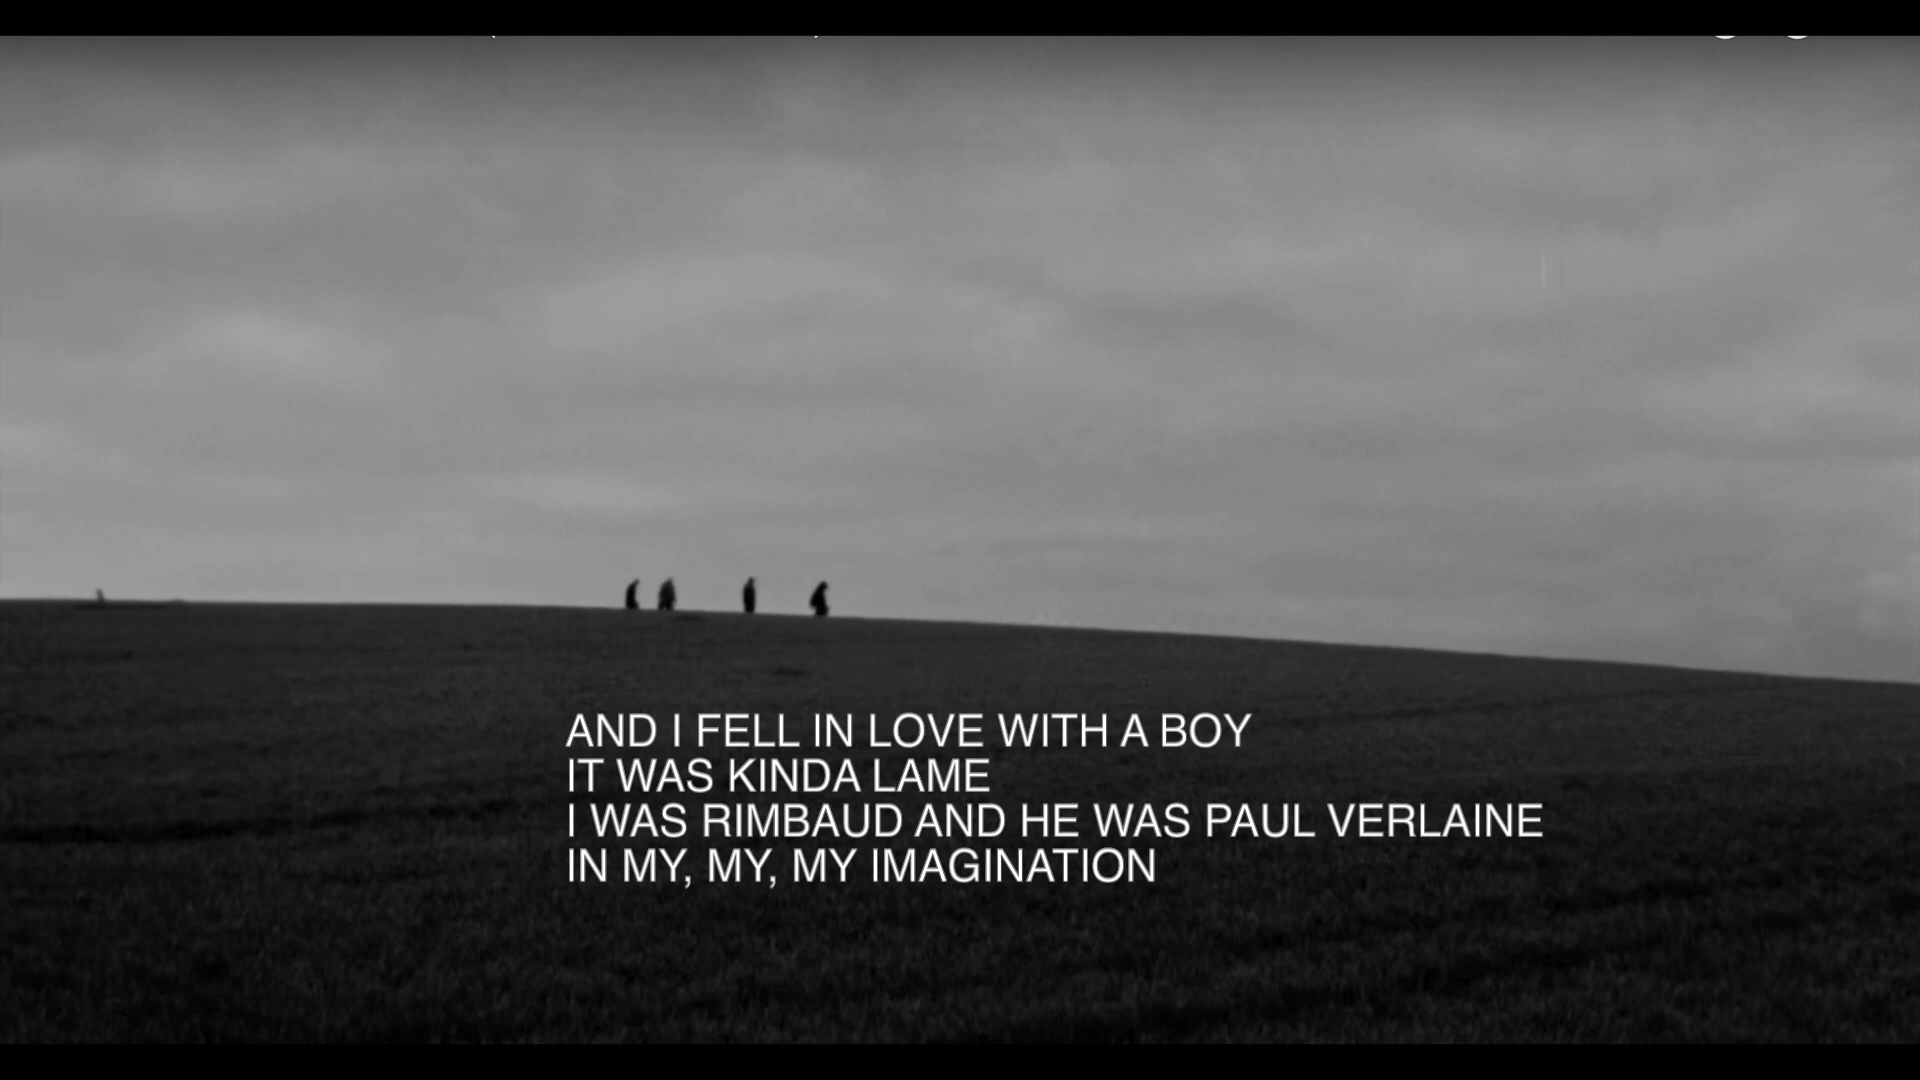 AND I FELL IN LOVE WITH A BOY
IT WAS KINDA LAME
I WAS RIMBAUD AND HE WAS PAUL VERLAINE
IN MY, MY, MY IMAGINATION